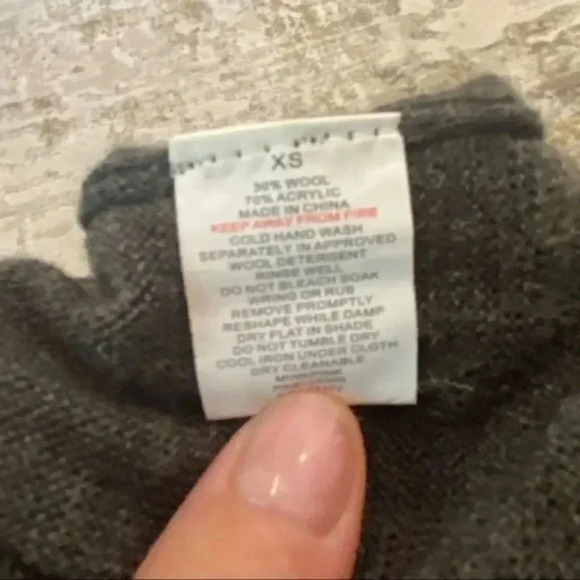 XS
30% WOOL
70% ACRYLIC
MADE IN CHINA
KEEP AWAY FROM FIRE
COLD HAND WASH
SEPARATELY IN APPROVED
WOOL DETERGENT
RINSE WELL
DO NOT BLEACH SOAK
WRING OR RUB
REMOVE PROMPTLY
RESHAPE WHILE DAMP
DRY FLAT IN SHADE
DO NOT TUMBLE DRY
COOL IRON UNDER CLOTH
DRY CLEANABLE